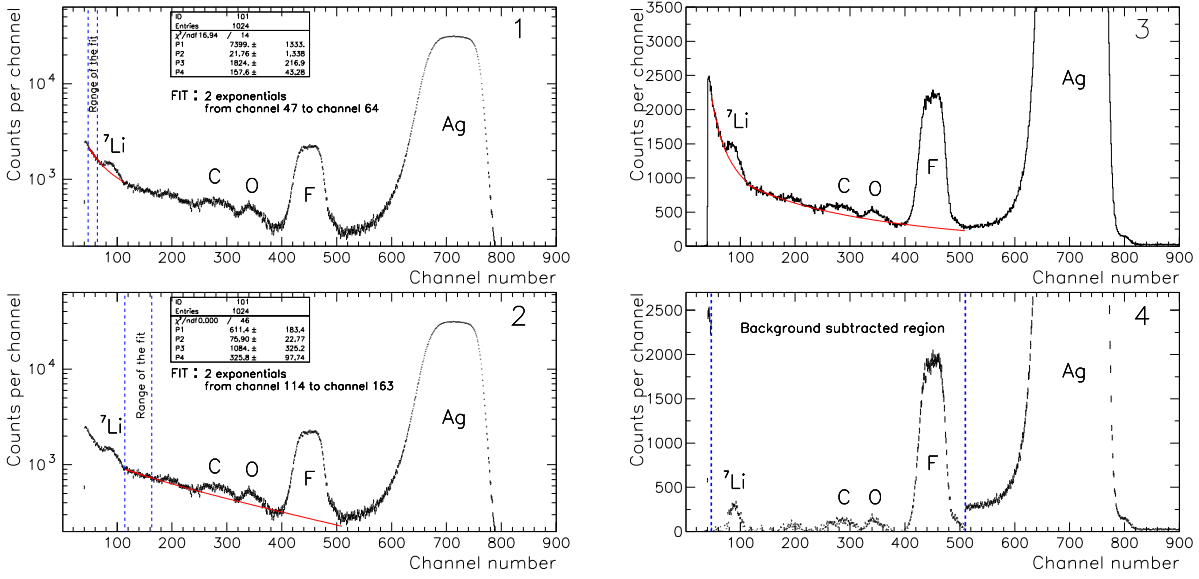 1
ID 101
Entries 1024
χ²/ndf 16.94 / 14
P1 7399. ± 1333.
P2 21.76 ± 1.338
P3 1824. ± 216.9
P4 157.6 ± 43.28
FIT : 2 exponentials
from channel 47 to channel 64
Range of the fit
⁷Li
C
O
F
Ag
Counts per channel
10⁴
10³
100 200 300 400 500 600 700 800 900
Channel number
3
⁷Li
C
O
F
Ag
Counts per channel
3500
3000
2500
2000
1500
1000
500
0
100 200 300 400 500 600 700 800 900
Channel number
2
ID 101
Entries 1024
χ²/ndf 0.000 / 46
P1 611.4 ± 183.4
P2 75.90 ± 22.77
P3 1084. ± 325.2
P4 325.8 ± 97.74
FIT : 2 exponentials
from channel 114 to channel 163
Range of the fit
⁷Li
C
O
F
Ag
Counts per channel
10⁴
10³
100 200 300 400 500 600 700 800 900
Channel number
4
Background subtracted region
⁷Li
C
O
F
Ag
Counts per channel
2500
2000
1500
1000
500
0
100 200 300 400 500 600 700 800 900
Channel number